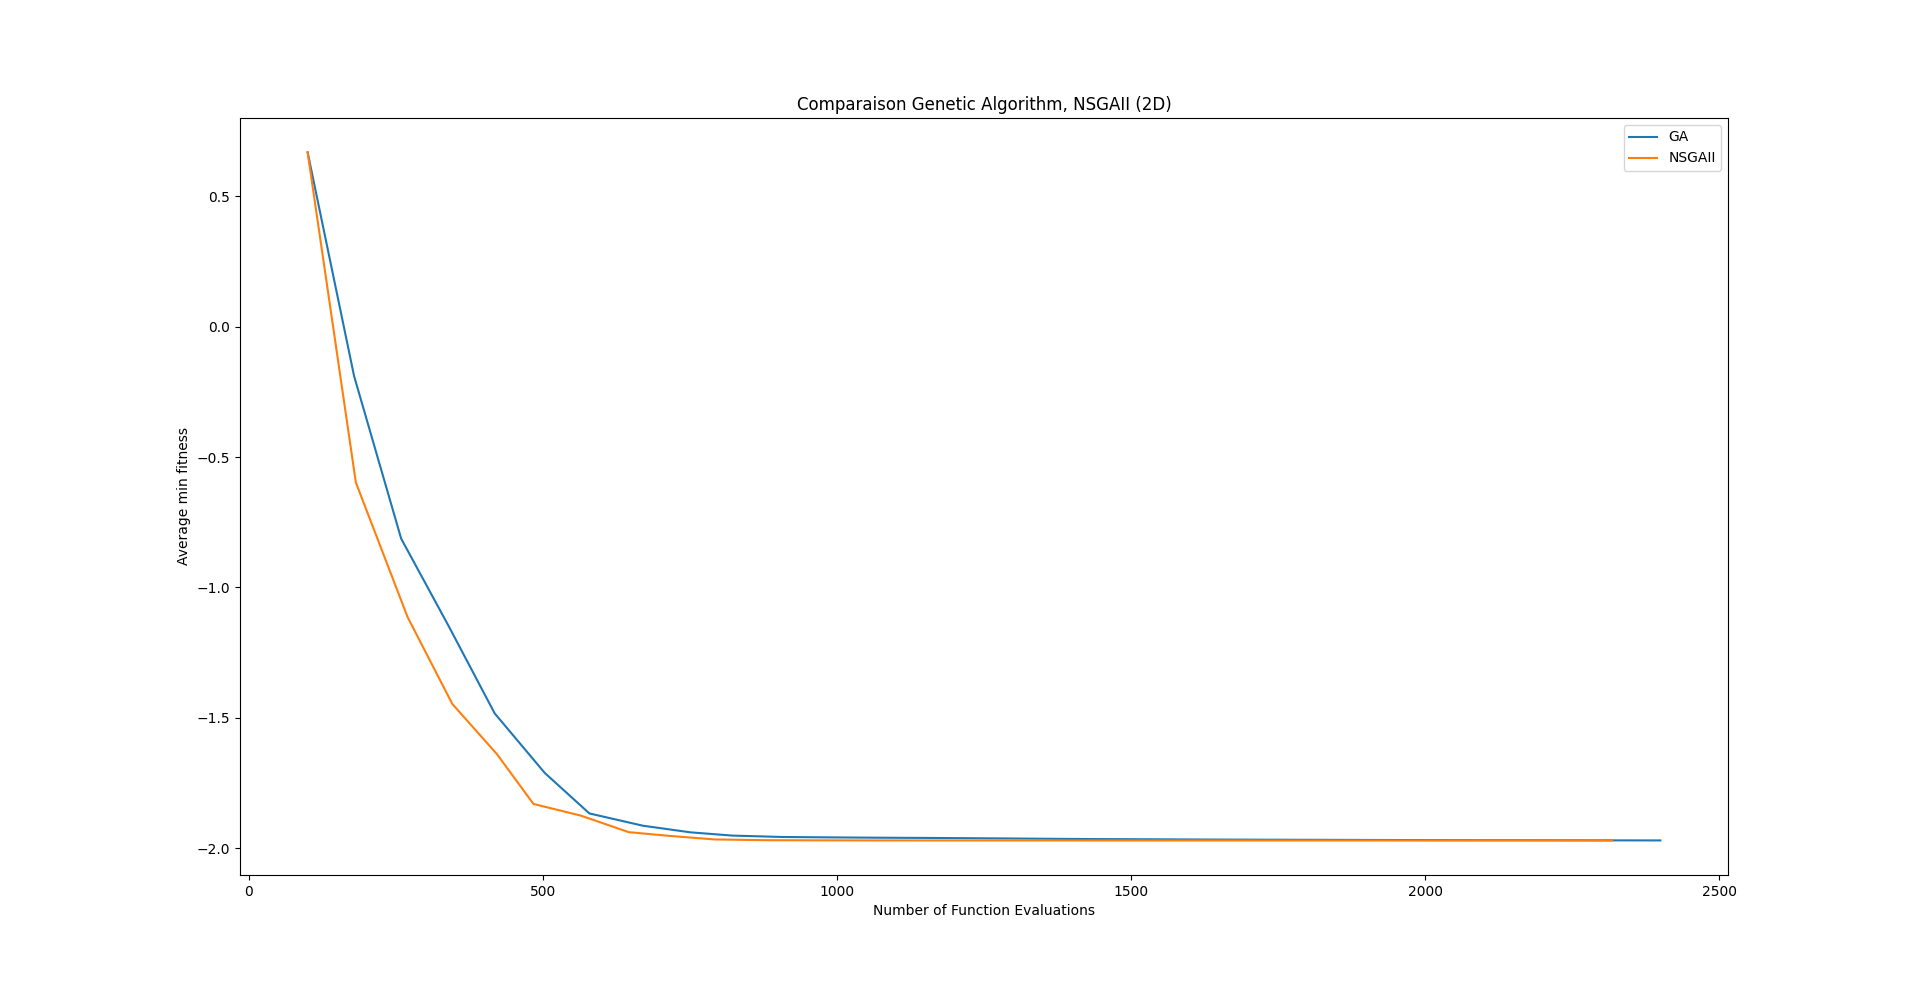 Comparaison Genetic Algorithm, NSGAII (2D)
GA
NSGAII
Average min fitness
0.5
0.0
−0.5
−1.0
−1.5
−2.0
0 500 1000 1500 2000 2500
Number of Function Evaluations